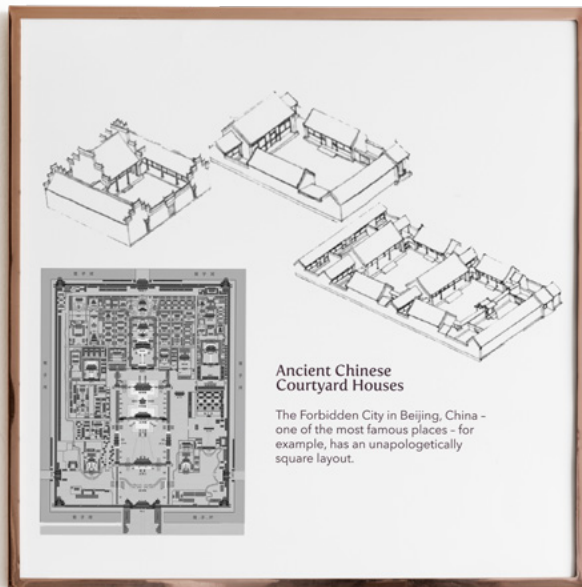 Ancient Chinese
Courtyard Houses
The Forbidden City in Beijing, China –
one of the most famous places – for
example, has an unapologetically
square layout.